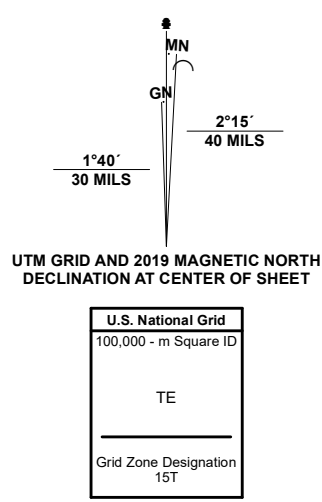 MN
GN
2°15´
40 MILS
1°40´
30 MILS
UTM GRID AND 2019 MAGNETIC NORTH
DECLINATION AT CENTER OF SHEET
U.S. National Grid
100,000 - m Square ID
TE
Grid Zone Designation
15T